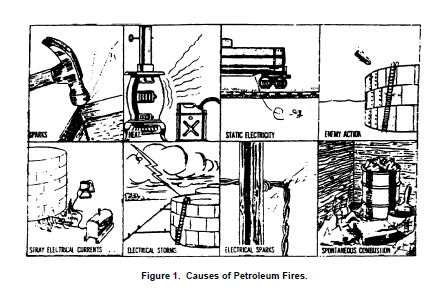 SPARKS
HEAT
STATIC ELECTRICITY
ENEMY ACTION
STRAY ELECTRICAL CURRENTS
ELECTRICAL STORMS
ELECTRICAL SPARKS
SPONTANEOUS COMBUSTION
Figure 1. Causes of Petroleum Fires.